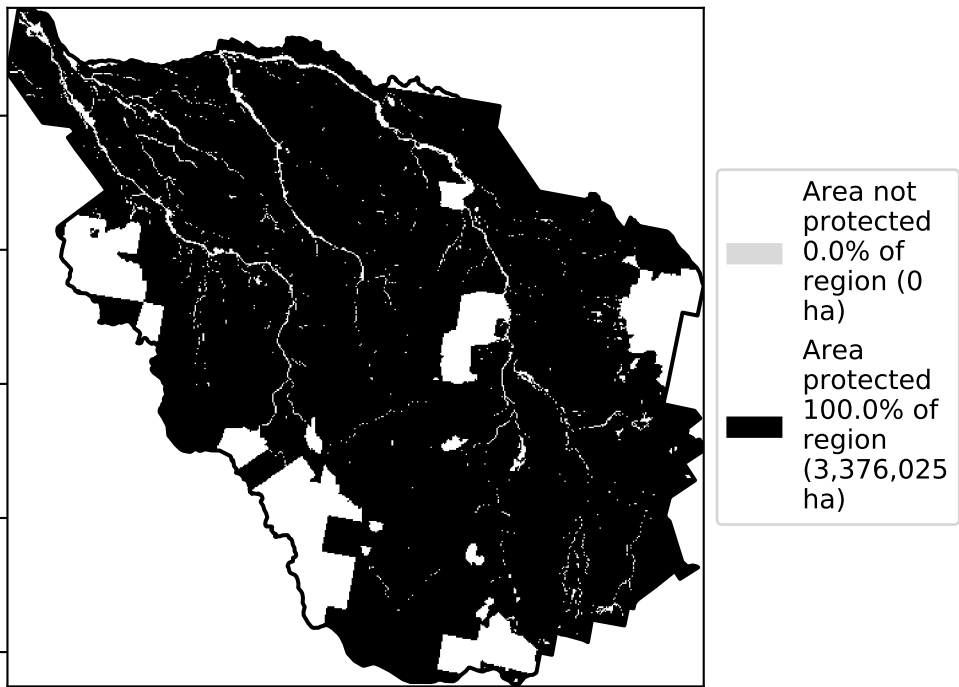 Area not
protected
0.0% of
region (0
ha)
Area
protected
100.0% of
region
(3,376,025
ha)